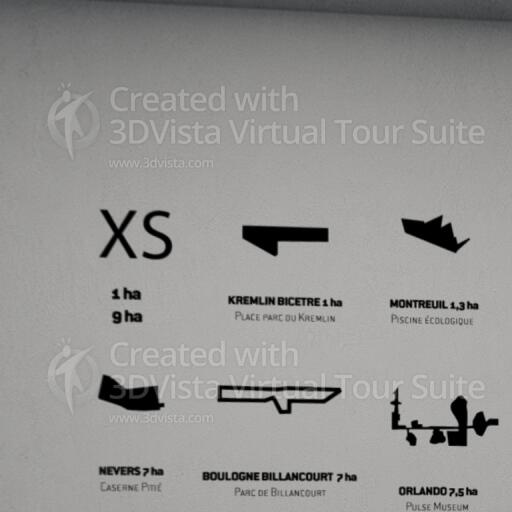 Created with
3DVista Virtual Tour Suite
www.3dvista.com
XS
1 ha
9 ha
KREMLIN BICETRE 1 ha
PLACE PARC DU KREMLIN
MONTREUIL 1,3 ha
PISCINE ÉCOLOGIQUE
Created with
3DVista Virtual Tour Suite
www.3dvista.com
NEVERS 7 ha
CASERNE PITIÉ
BOULOGNE BILLANCOURT 7 ha
PARC DE BILLANCOURT
ORLANDO 7,5 ha
PULSE MUSEUM